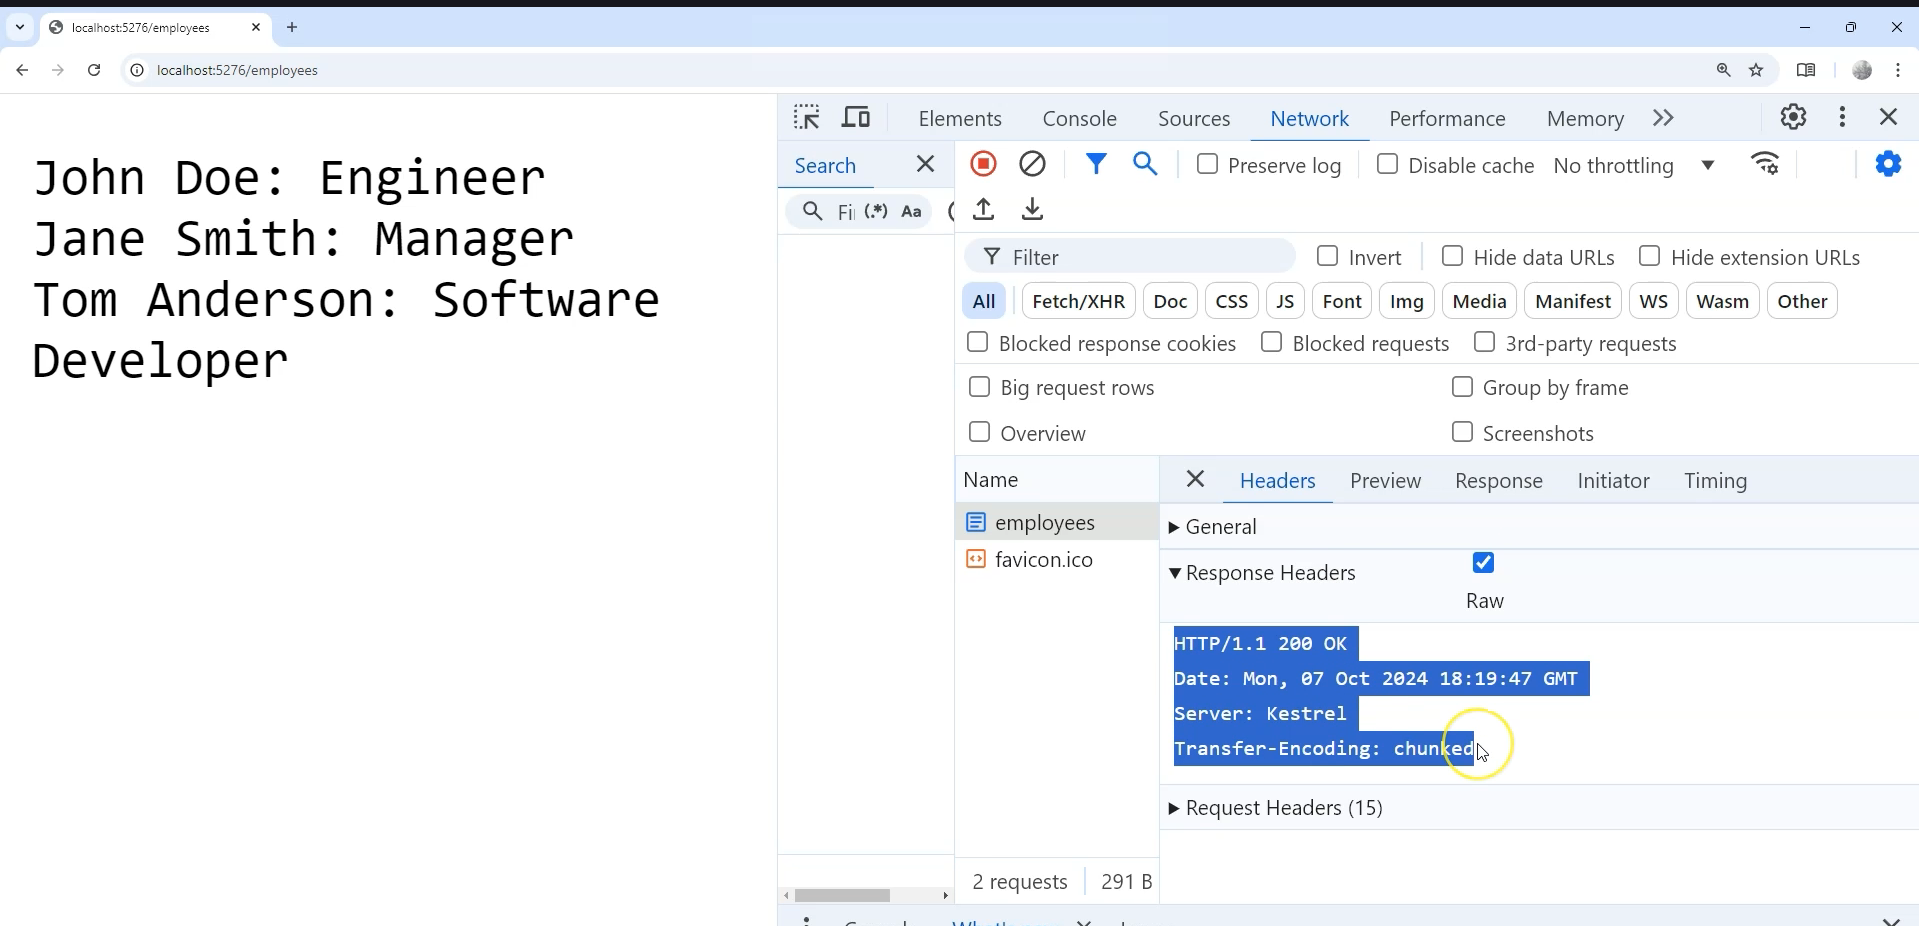 localhost:5276/employees
localhost:5276/employees
John Doe: Engineer
Jane Smith: Manager
Tom Anderson: Software
Developer
Elements Console Sources Network Performance Memory
Search
Preserve log Disable cache No throttling
(.*) Aa
Filter Invert Hide data URLs Hide extension URLs
All Fetch/XHR Doc CSS JS Font Img Media Manifest WS Wasm Other
Blocked response cookies Blocked requests 3rd-party requests
Big request rows Group by frame
Overview Screenshots
Name
employees
favicon.ico
2 requests 291 B
Headers Preview Response Initiator Timing
General
Response Headers
Raw
HTTP/1.1 200 OK
Date: Mon, 07 Oct 2024 18:19:47 GMT
Server: Kestrel
Transfer-Encoding: chunked
Request Headers (15)